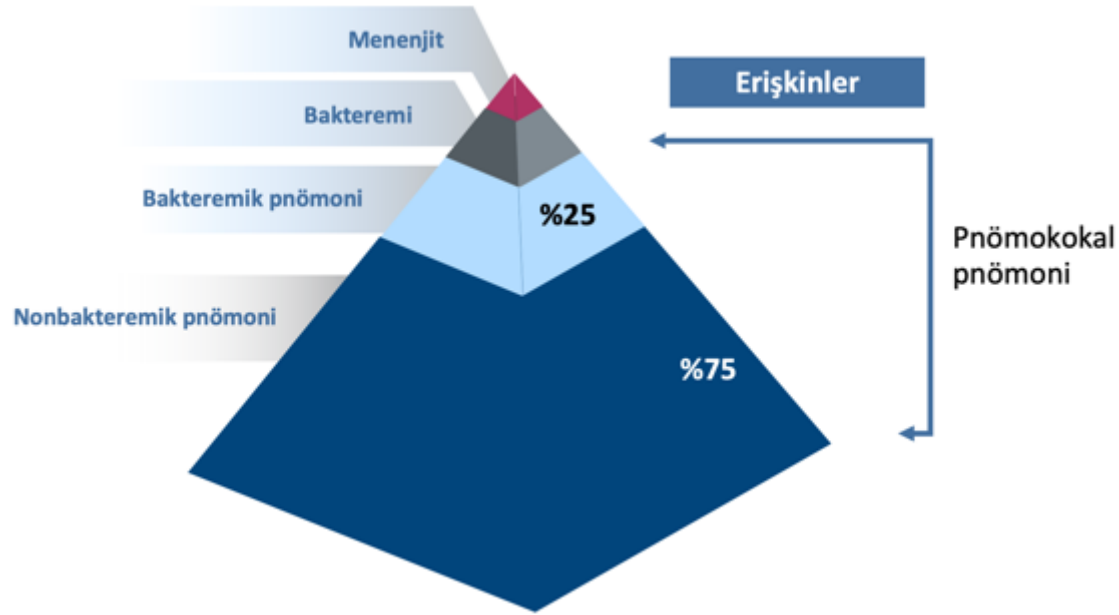 Menenjit
Erişkinler
Bakteremi
Bakteremik pnömoni
%25
Pnömokokal
pnömoni
Nonbakteremik pnömoni
%75